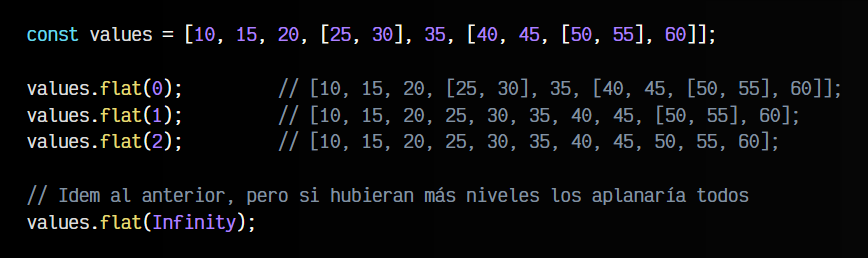 const values = [10, 15, 20, [25, 30], 35, [40, 45, [50, 55], 60]];
values.flat(0); // [10, 15, 20, [25, 30], 35, [40, 45, [50, 55], 60]];
values.flat(1); // [10, 15, 20, 25, 30, 35, 40, 45, [50, 55], 60];
values.flat(2); // [10, 15, 20, 25, 30, 35, 40, 45, 50, 55, 60];
// Idem al anterior, pero si hubieran más niveles los aplanaría todos
values.flat(Infinity);